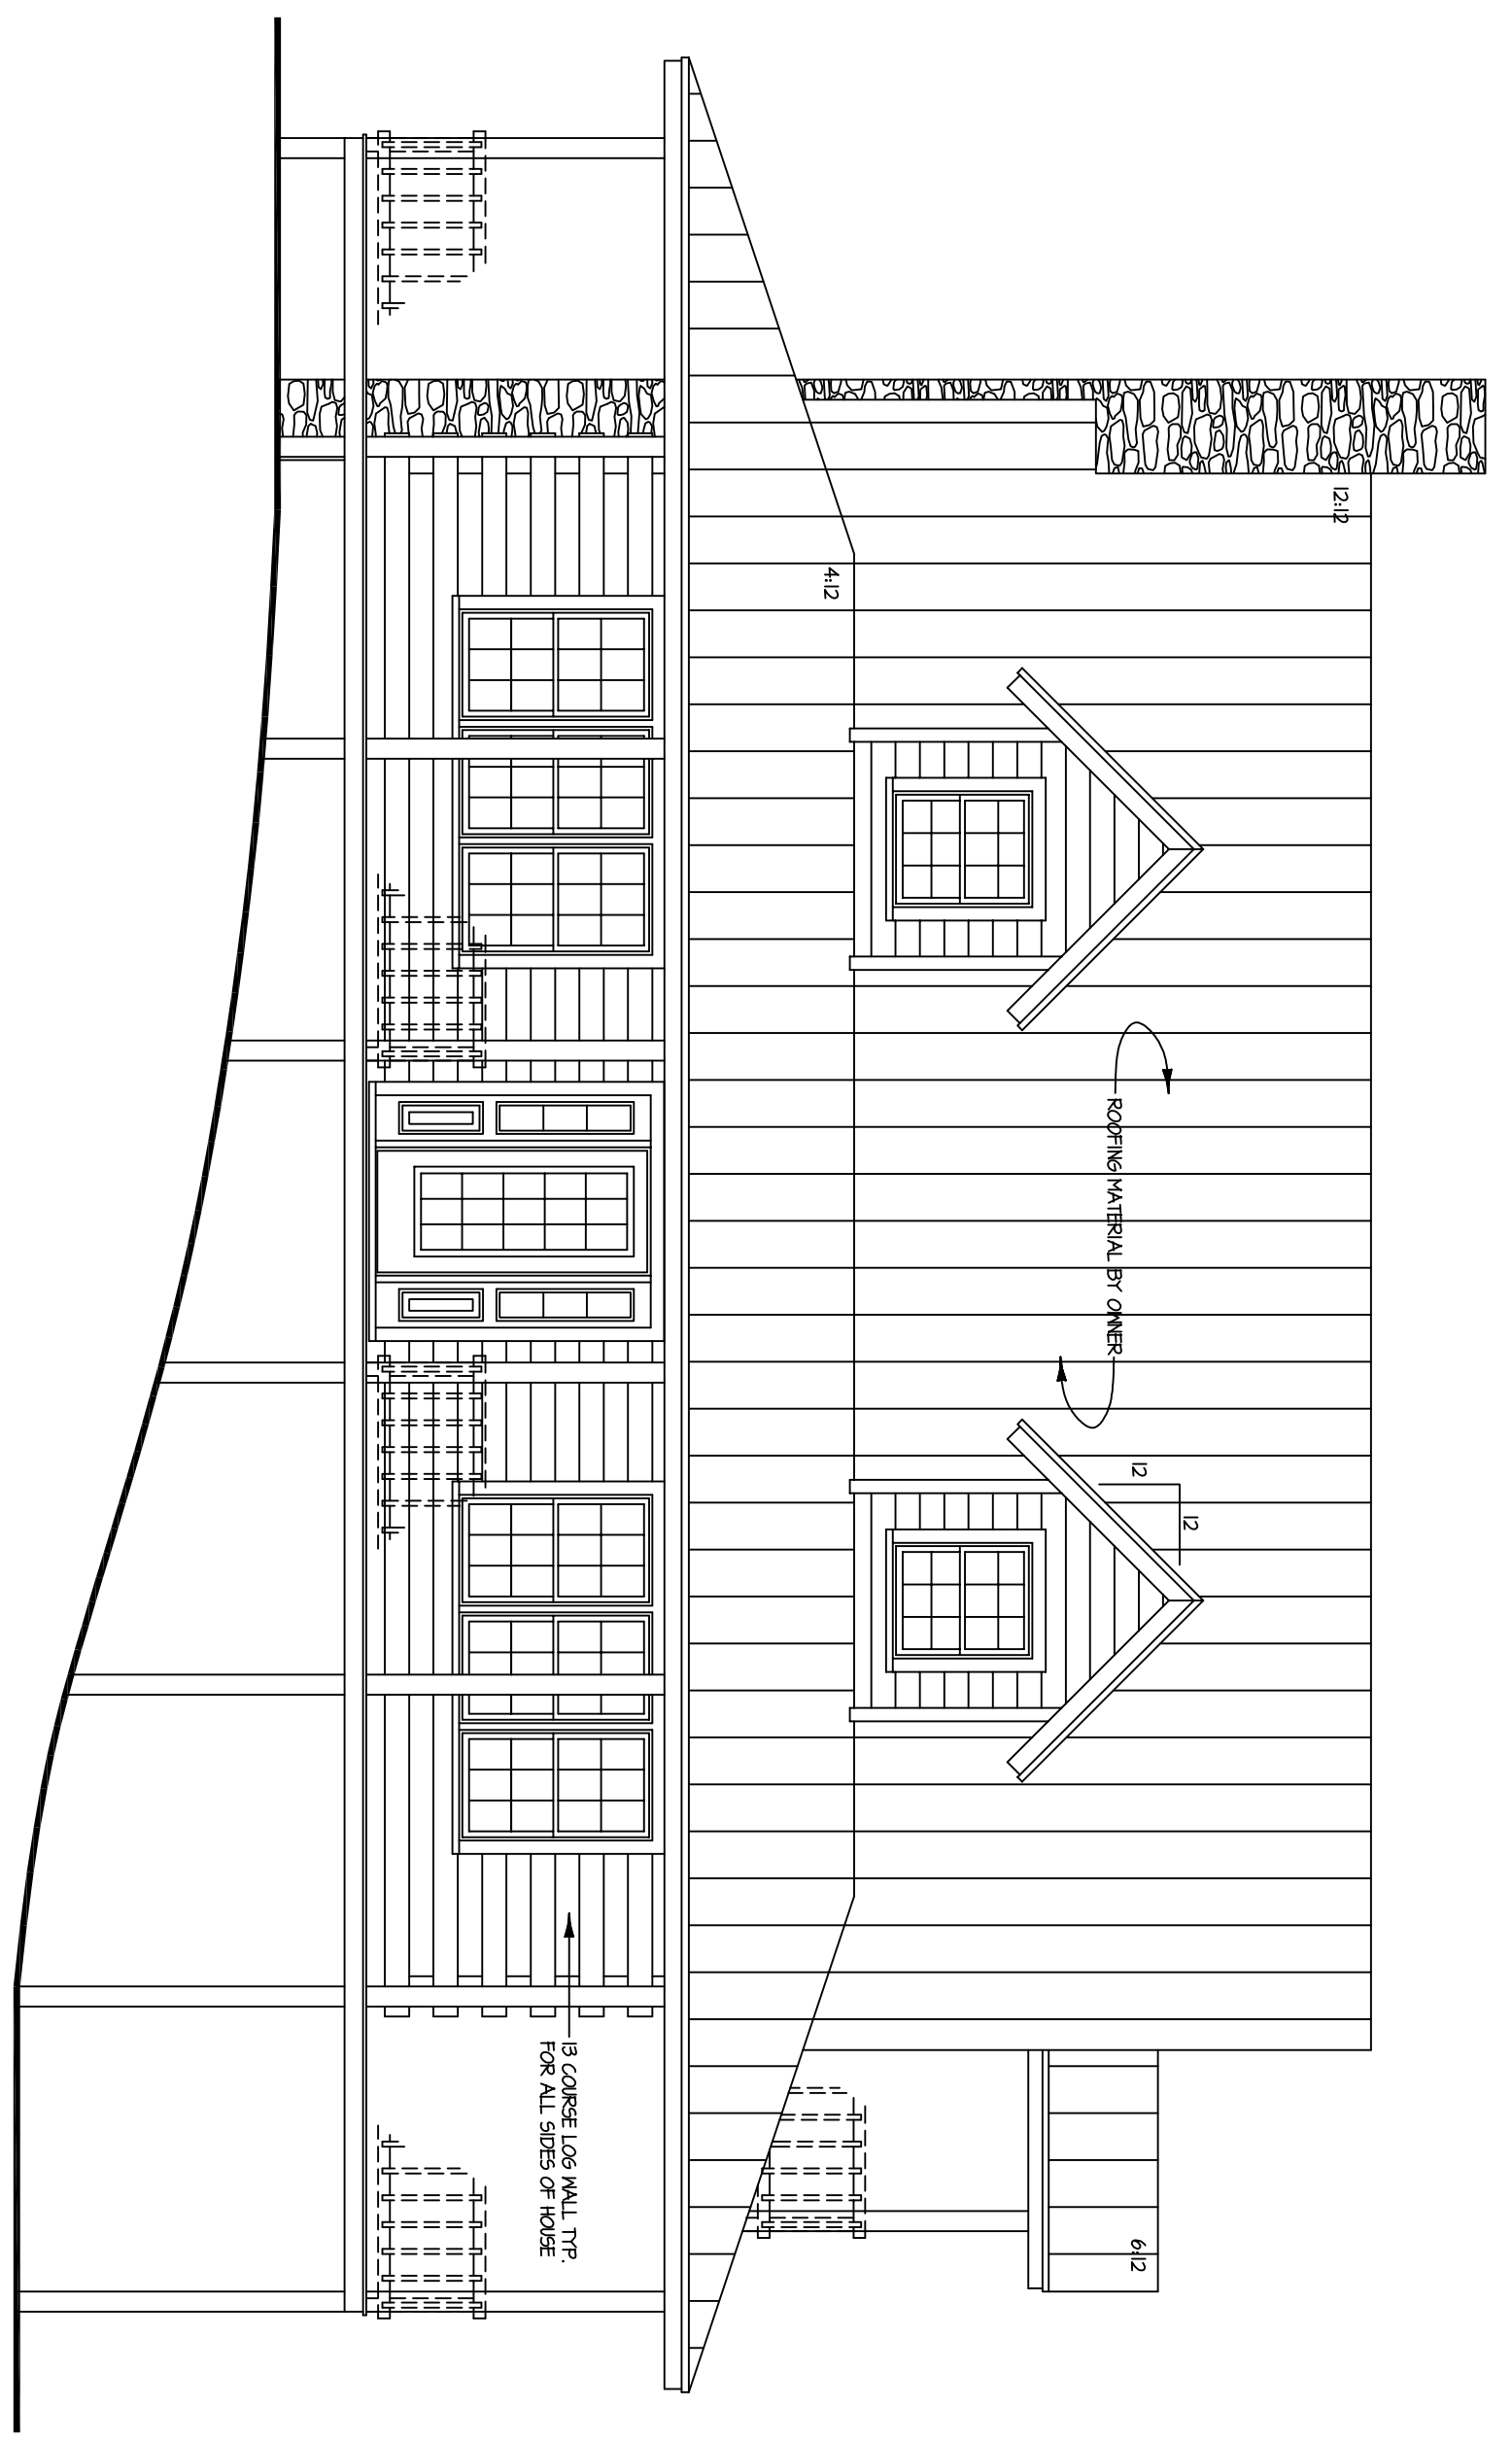 12:12
4:12
ROOFING MATERIAL BY OWNER
12
12
6:12
13 COURSE LOG WALL TYP.
FOR ALL SIDES OF HOUSE